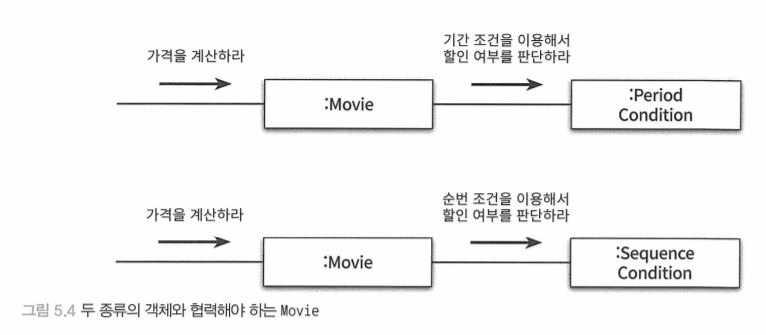 가격을 계산하라
기간 조건을 이용해서
할인 여부를 판단하라
:Movie
:Period
Condition
가격을 계산하라
순번 조건을 이용해서
할인 여부를 판단하라
:Movie
:Sequence
Condition
그림 5.4 두 종류의 객체와 협력해야 하는 Movie